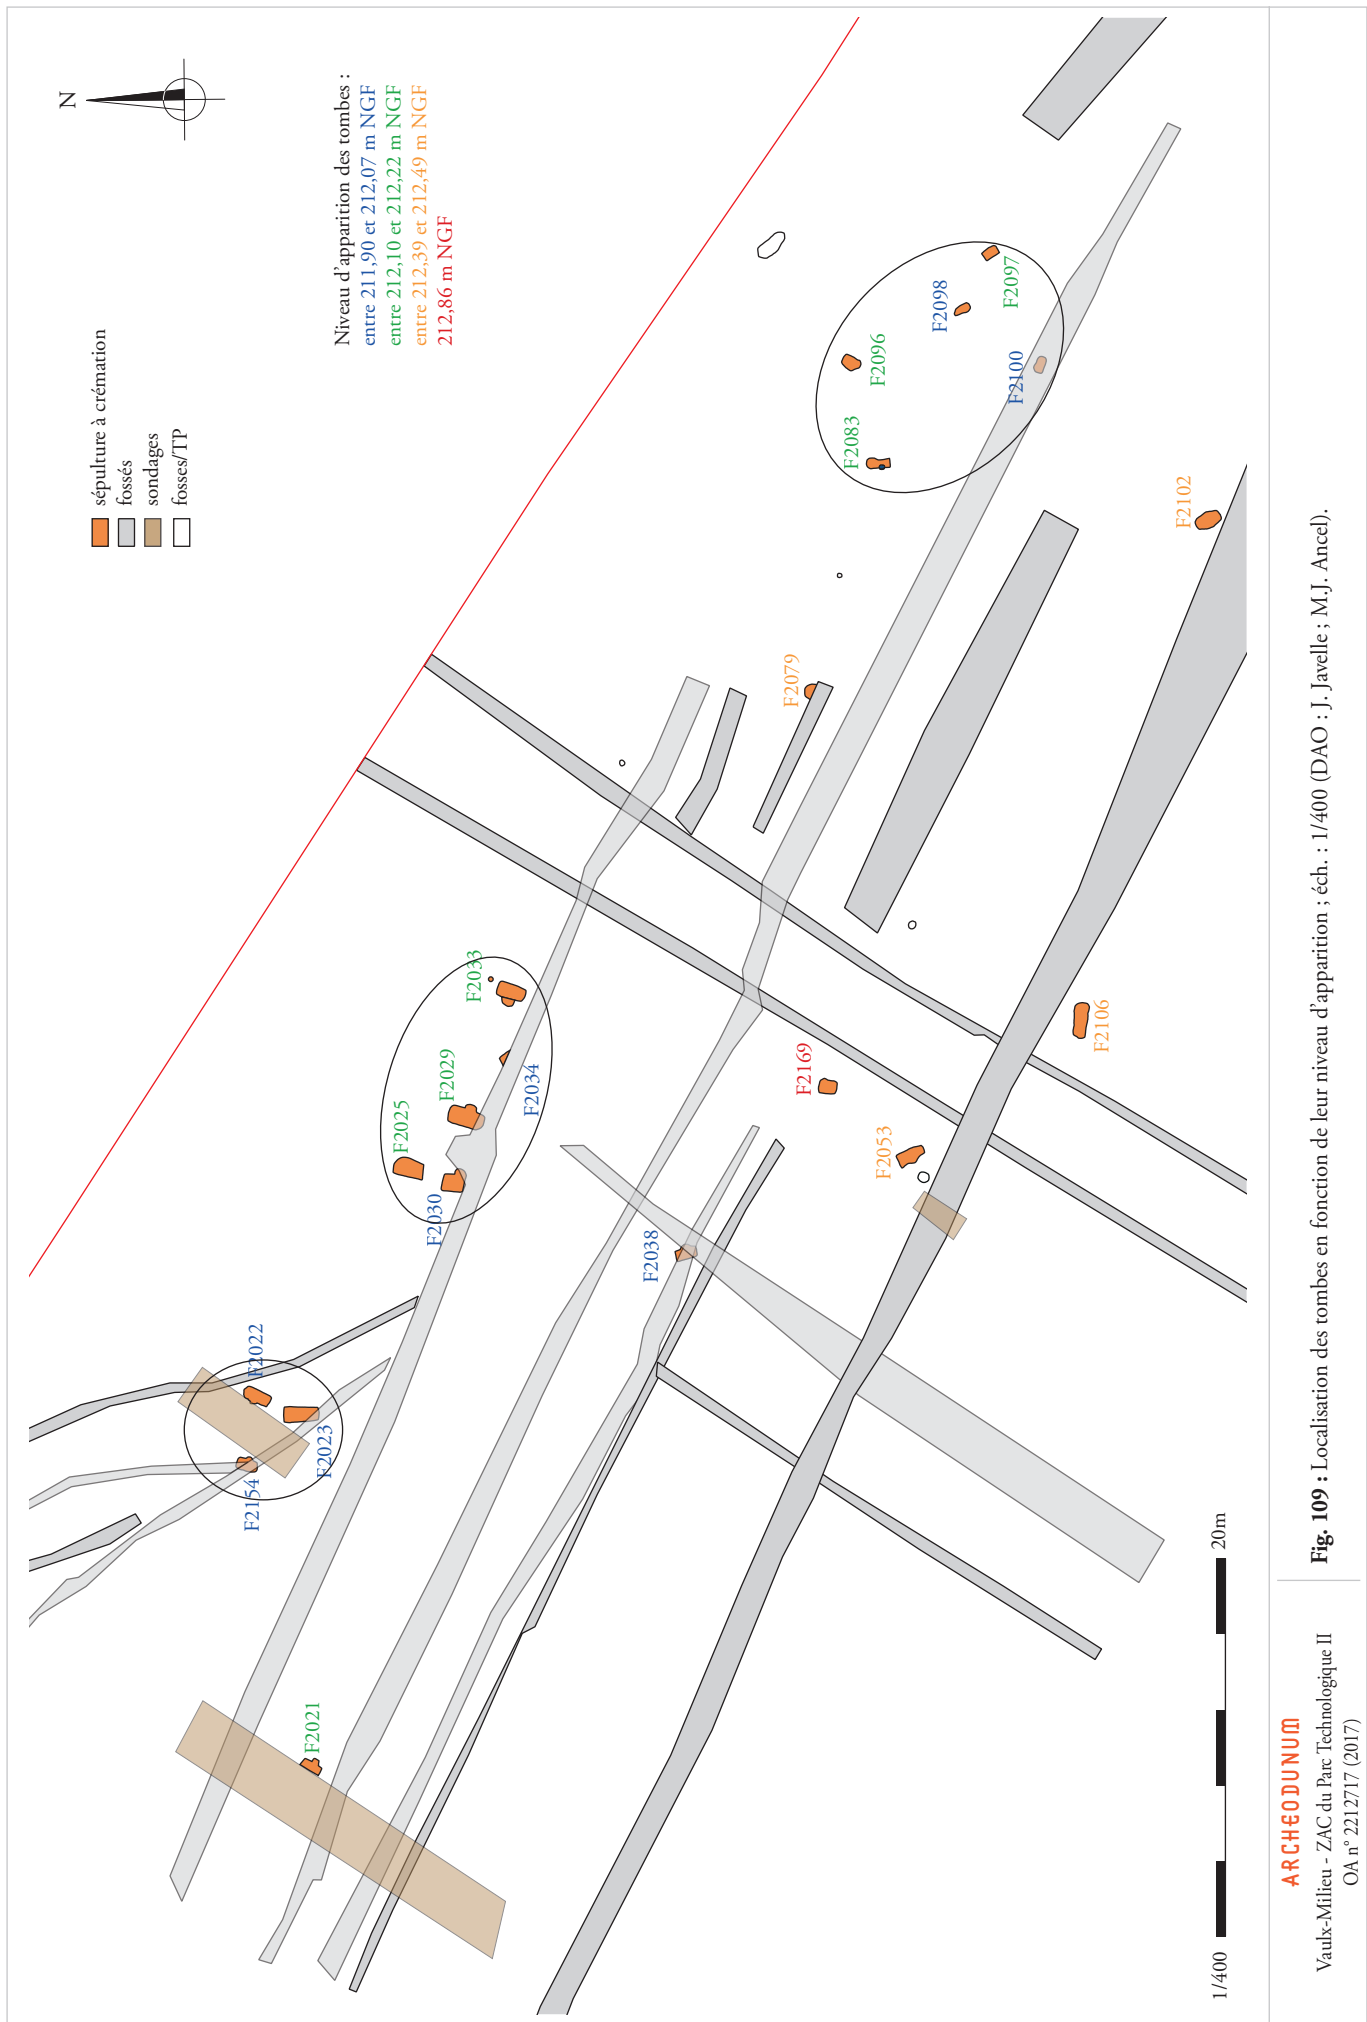 N
sépulture à crémation
fossés
sondages
fosses/TP
Niveau d'apparition des tombes :
entre 211,90 et 212,07 m NGF
entre 212,10 et 212,22 m NGF
entre 212,39 et 212,49 m NGF
212,86 m NGF
F2021
F2154
F2022
F2023
F2030
F2025
F2029
F2033
F2034
F2038
F2053
F2169
F2106
F2079
F2102
F2083
F2096
F2098
F2097
F2100
1/400
20m
ARCHEODUNUM
Vaulx-Milieu - ZAC du Parc Technologique II
OA n° 2212717 (2017)
Fig. 109 : Localisation des tombes en fonction de leur niveau d'apparition ; éch. : 1/400 (DAO : J. Javelle ; M.J. Ancel).